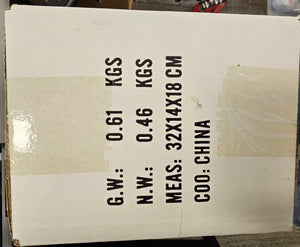 G.W.: 0.61 KGS
N.W.: 0.46 KGS
MEAS: 32X14X18 CM
COO: CHINA